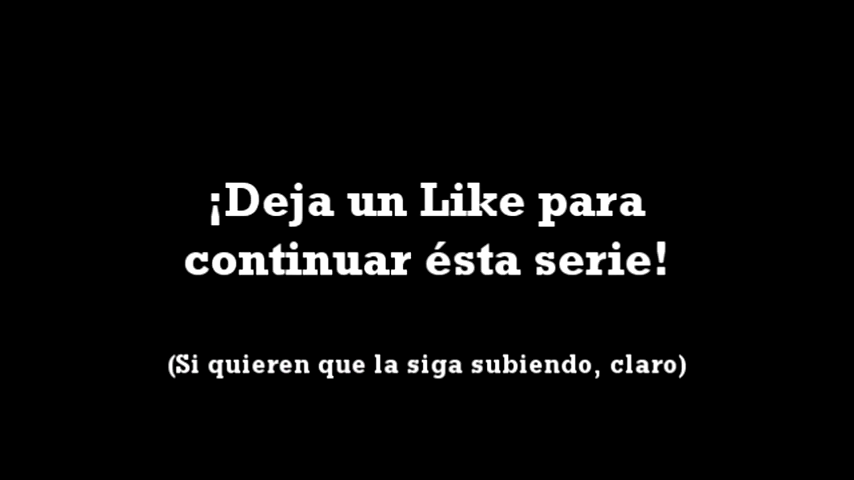 ¡Deja un Like para
continuar ésta serie!
(Si quieren que la siga subiendo, claro)